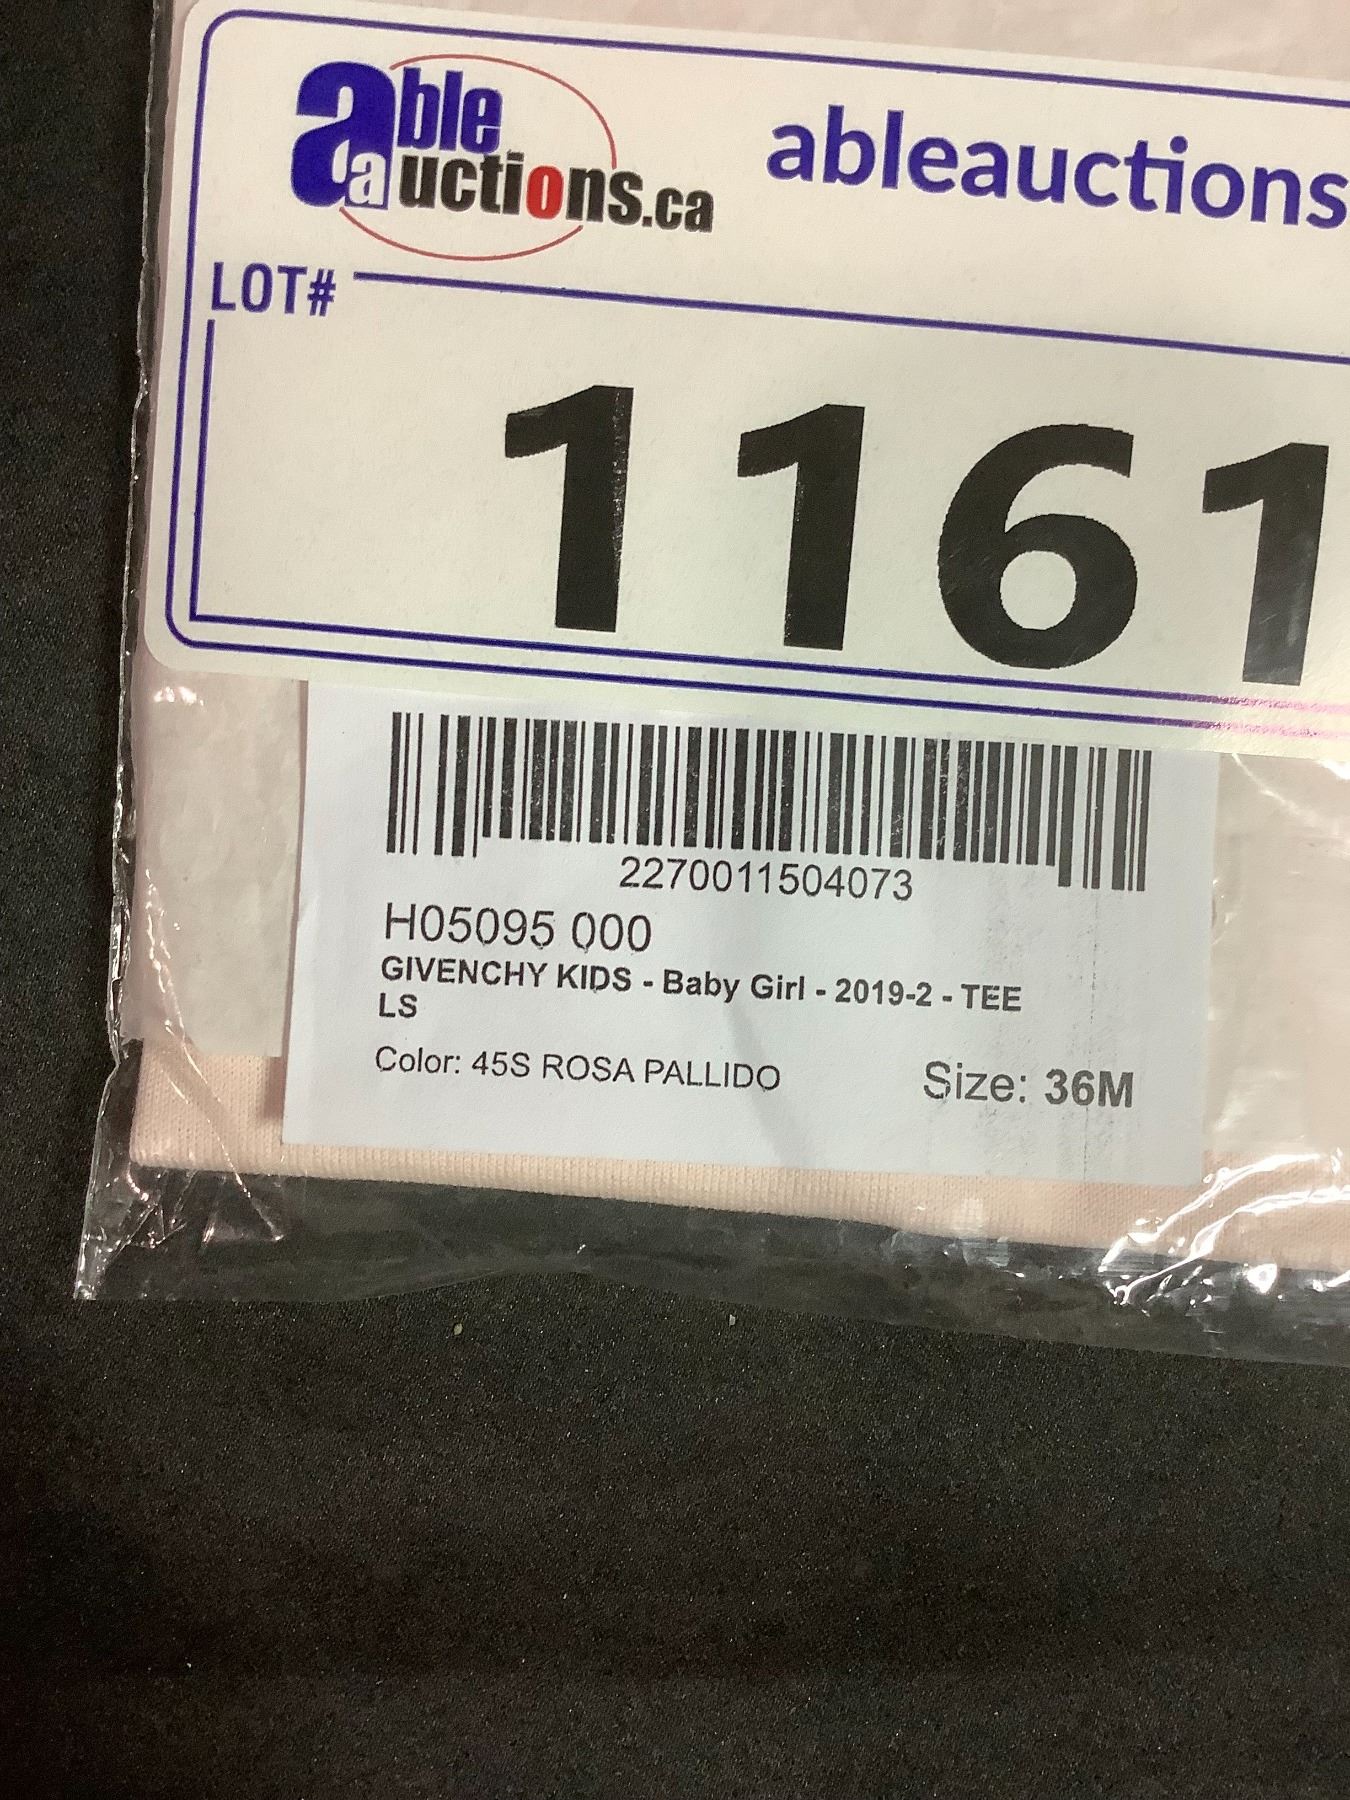 able
auctions.ca
ableauctions
LOT#
1161
2270011504073
H05095 000
GIVENCHY KIDS - Baby Girl - 2019-2 - TEE
LS
Color: 45S ROSA PALLIDO
Size: 36M